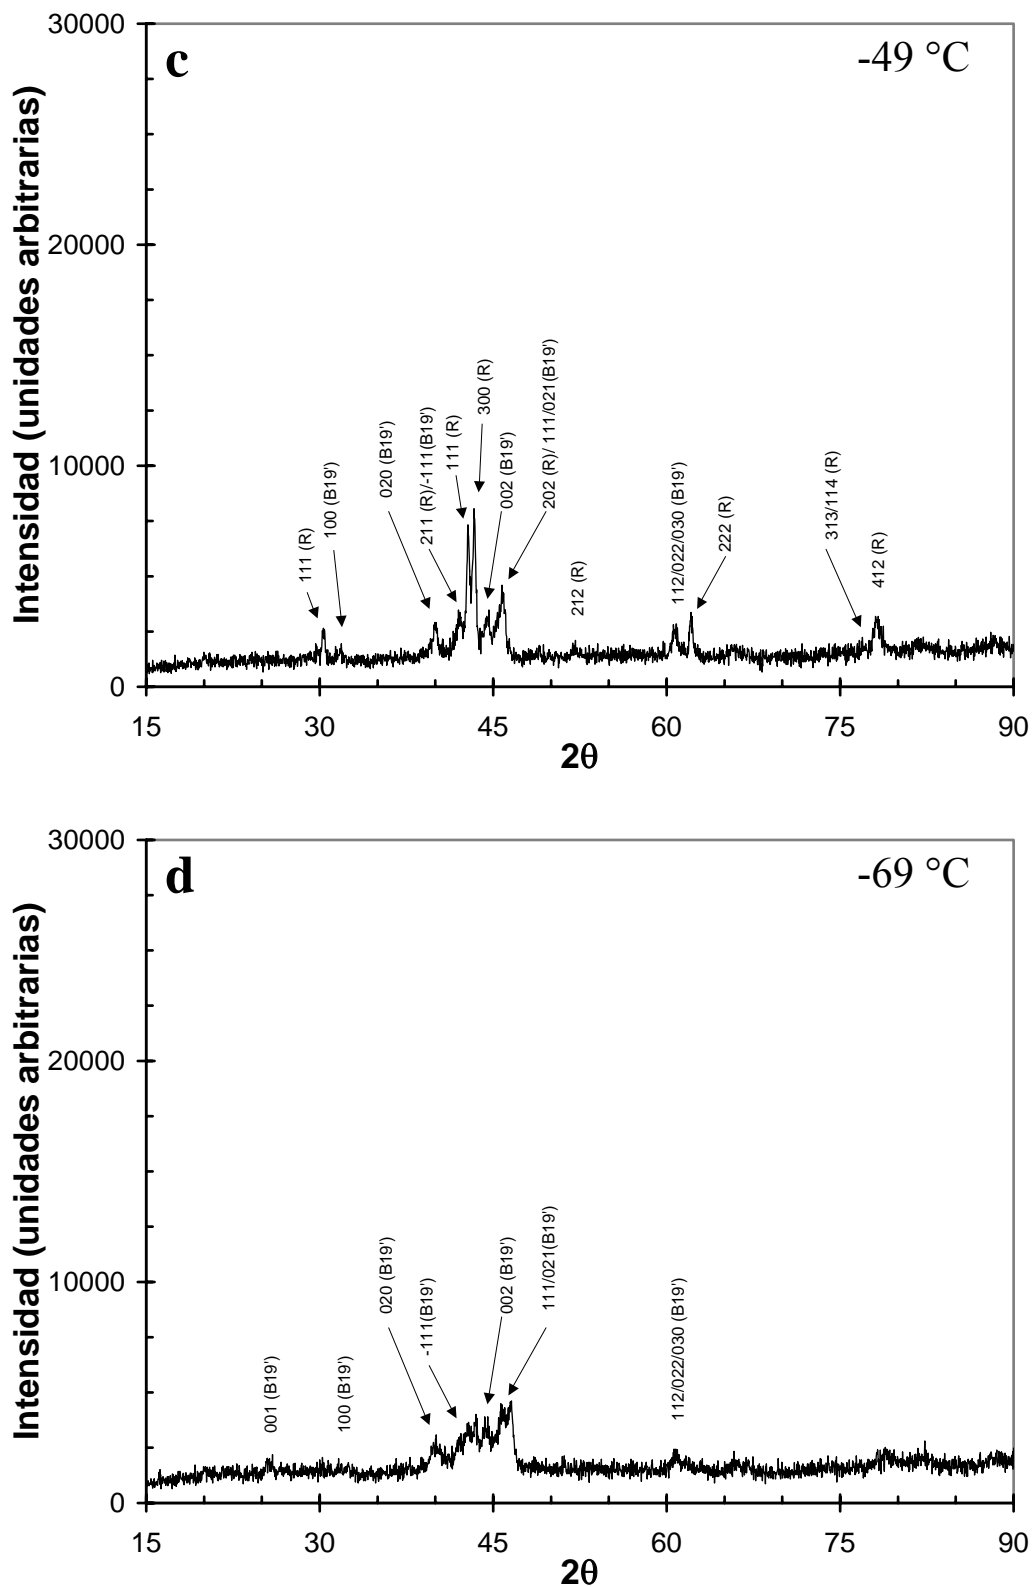 c
-49 °C
30000
20000
10000
0
Intensidad (unidades arbitrarias)
111 (R)
100 (B19')
020 (B19')
211 (R)/-111(B19')
111 (R)
300 (R)
002 (B19')
202 (R)/ 111/021(B19')
212 (R)
112/022/030 (B19')
222 (R)
313/114 (R)
412 (R)
15 30 45 60 75 90
2θ
d
-69 °C
30000
20000
10000
0
Intensidad (unidades arbitrarias)
001 (B19')
100 (B19')
020 (B19')
-111(B19')
002 (B19')
111/021(B19')
112/022/030 (B19')
15 30 45 60 75 90
2θ